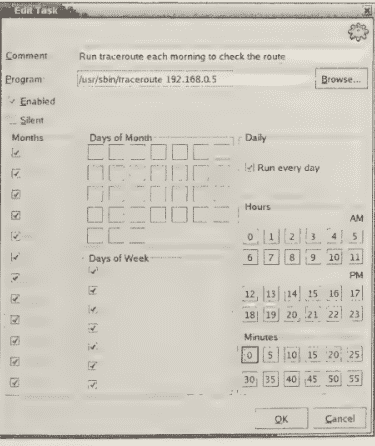 Edit Task
Comment: Run traceroute each morning to check the route
Program: /usr/sbin/traceroute 192.168.0.5 Browse...
Enabled
Silent
Months Days of Month Daily
Run every day
Hours
AM
0 1 2 3 4 5
6 7 8 9 10 11
Days of Week
PM
12 13 14 15 16 17
18 19 20 21 22 23
Minutes
0 5 10 15 20 25
30 35 40 45 50 55
OK Cancel